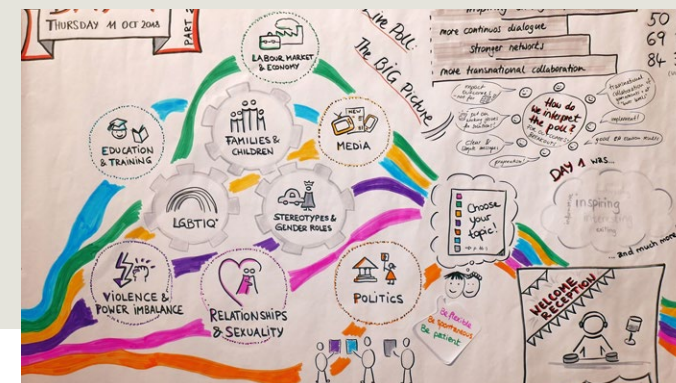 THURSDAY 11 OCT 2018
PART
LABOUR MARKET
& ECONOMY
Live Poll:
The BIG Picture
more continuos dialogue
stronger networks
more transnational collaboration
50
69
84
EDUCATION
& TRAINING
FAMILIES &
CHILDREN
NEW
MEDIA
How do
we interpret
the poll?
implement!
preparation!
DAY 1 was...
inspiring
... and much more
LGBTIQ*
STEREOTYPES &
GENDER ROLES
Choose
your
topic!
VIOLENCE &
POWER IMBALANCE
RELATIONSHIPS
& SEXUALITY
POLITICS
Be flexible
Be spontaneous
Be patient
WELCOME
RECEPTION